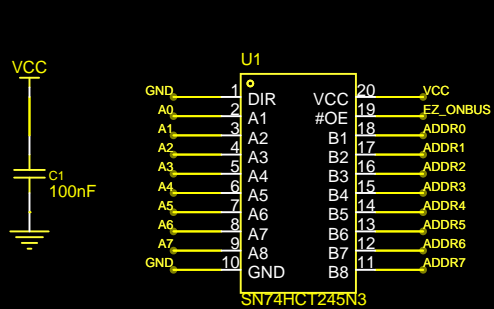 U1
VCC
C1
100nF
GND 1 DIR VCC 20 VCC
A0 2 A1 #OE 19 EZ_ONBUS
A1 3 A2 B1 18 ADDR0
A2 4 A3 B2 17 ADDR1
A3 5 A4 B3 16 ADDR2
A4 6 A5 B4 15 ADDR3
A5 7 A6 B5 14 ADDR4
A6 8 A7 B6 13 ADDR5
A7 9 A8 B7 12 ADDR6
GND 10 GND B8 11 ADDR7
SN74HCT245N3